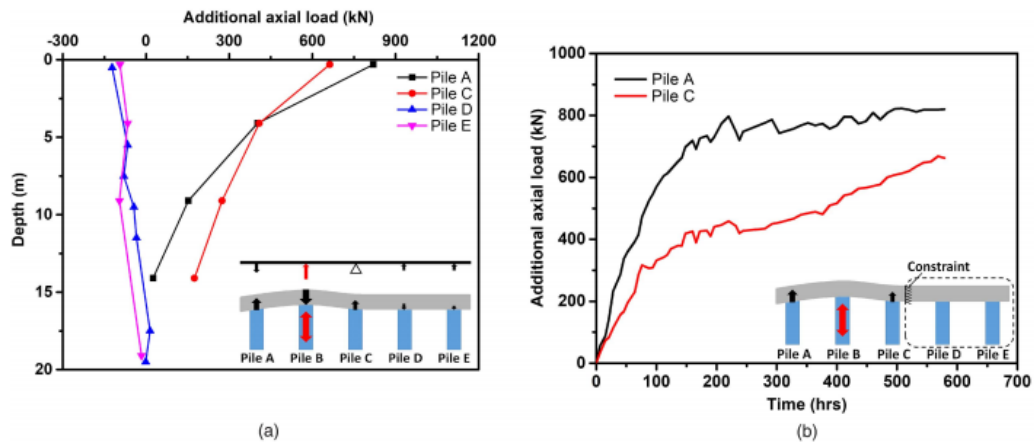 Additional axial load (kN)
-300 0 300 600 900 1200
0
5
10
15
20
Depth (m)
Pile A
Pile C
Pile D
Pile E
Pile A Pile B Pile C Pile D Pile E
(a)
1000
800
600
400
200
0
Additional axial load (kN)
Pile A
Pile C
Constraint
Pile A Pile B Pile C Pile D Pile E
0 100 200 300 400 500 600 700
Time (hrs)
(b)